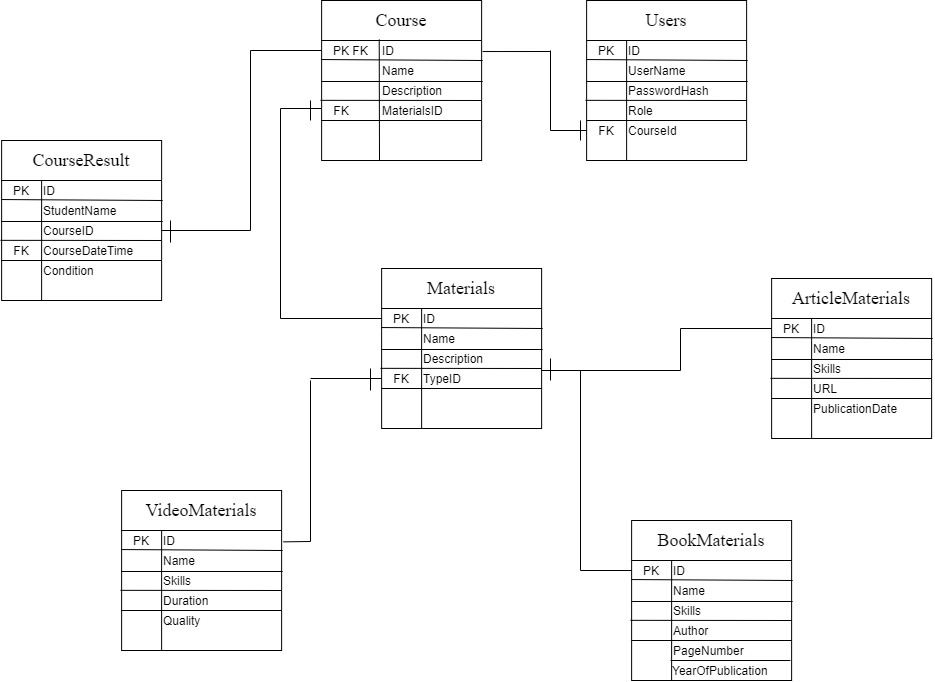 Course
PK FK ID
Name
Description
FK MaterialsID
Users
PK ID
UserName
PasswordHash
Role
FK CourseId
CourseResult
PK ID
StudentName
CourseID
FK CourseDateTime
Condition
Materials
PK ID
Name
Description
FK TypeID
ArticleMaterials
PK ID
Name
Skills
URL
PublicationDate
VideoMaterials
PK ID
Name
Skills
Duration
Quality
BookMaterials
PK ID
Name
Skills
Author
PageNumber
YearOfPublication